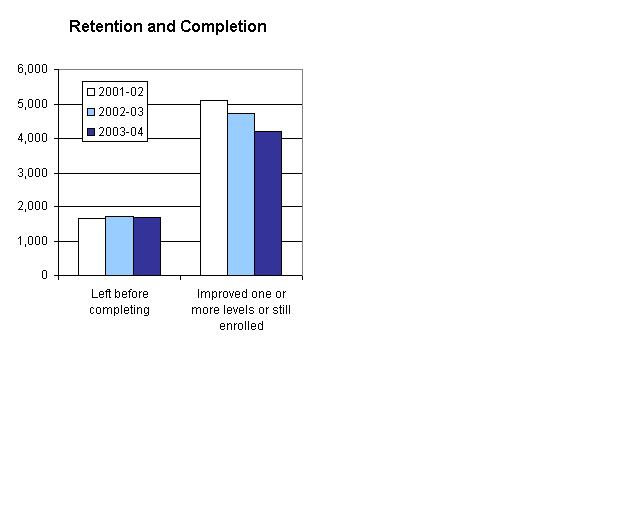 Retention and Completion
6,000
5,000
4,000
3,000
2,000
1,000
0
2001-02
2002-03
2003-04
Left before
completing
Improved one or
more levels or still
enrolled